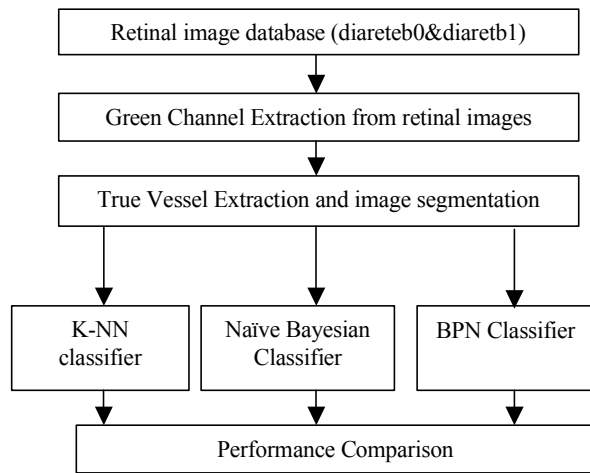 Retinal image database (diareteb0&diaretb1)
Green Channel Extraction from retinal images
True Vessel Extraction and image segmentation
K-NN
classifier
Naïve Bayesian
Classifier
BPN Classifier
Performance Comparison